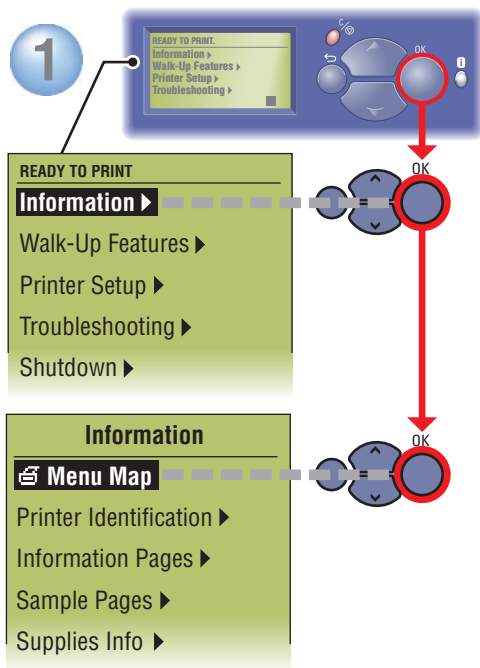 1
C/
READY TO PRINT.
Information
Walk-Up Features
Printer Setup
Troubleshooting
OK
i
READY TO PRINT
OK
Information
Walk-Up Features
Printer Setup
Troubleshooting
Shutdown
Information
OK
Menu Map
Printer Identification
Information Pages
Sample Pages
Supplies Info